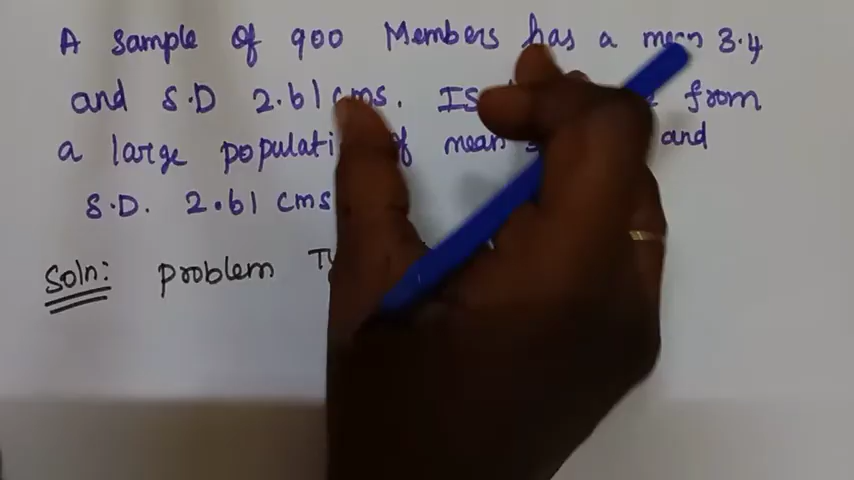 A sample of 900 Members has a mean 3.4
and S.D 2.61 cms. Is from
a large of mean and
S.D. 2.61 cms
Soln: problem